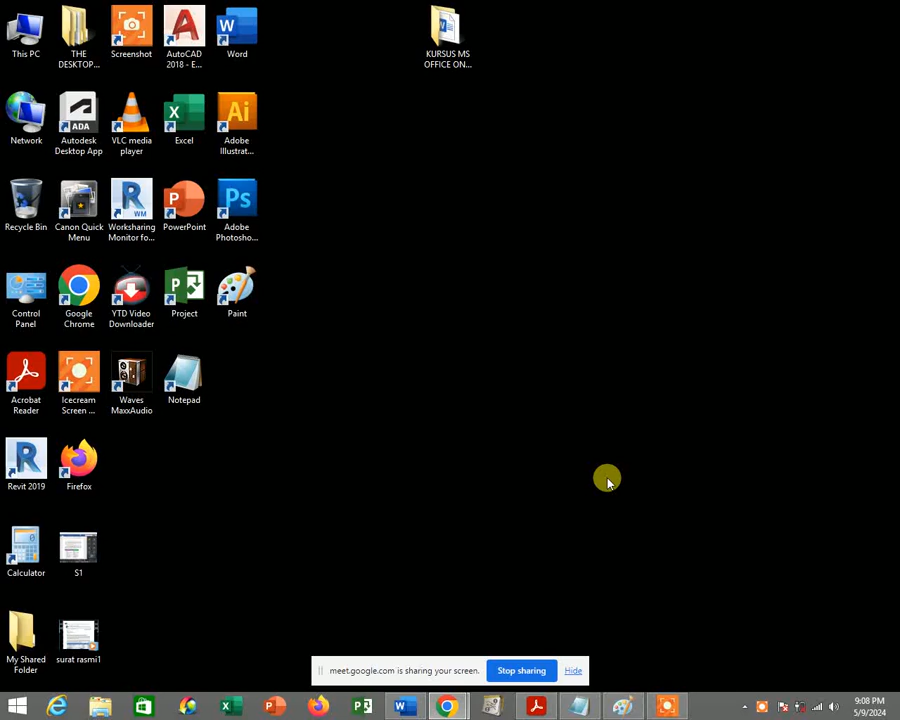 This PC
THE DESKTOP...
Screenshot
AutoCAD 2018 - E...
Word
KURSUS MS OFFICE ON...
Network
Autodesk Desktop App
VLC media player
Excel
Adobe Illustrat...
Recycle Bin
Canon Quick Menu
Worksharing Monitor fo...
PowerPoint
Adobe Photosho...
Control Panel
Google Chrome
YTD Video Downloader
Project
Paint
Acrobat Reader
Icecream Screen ...
Waves MaxxAudio
Notepad
Revit 2019
Firefox
Calculator
S1
My Shared Folder
surat rasmi1
meet.google.com is sharing your screen.
Stop sharing
Hide
9:08 PM
5/9/2024